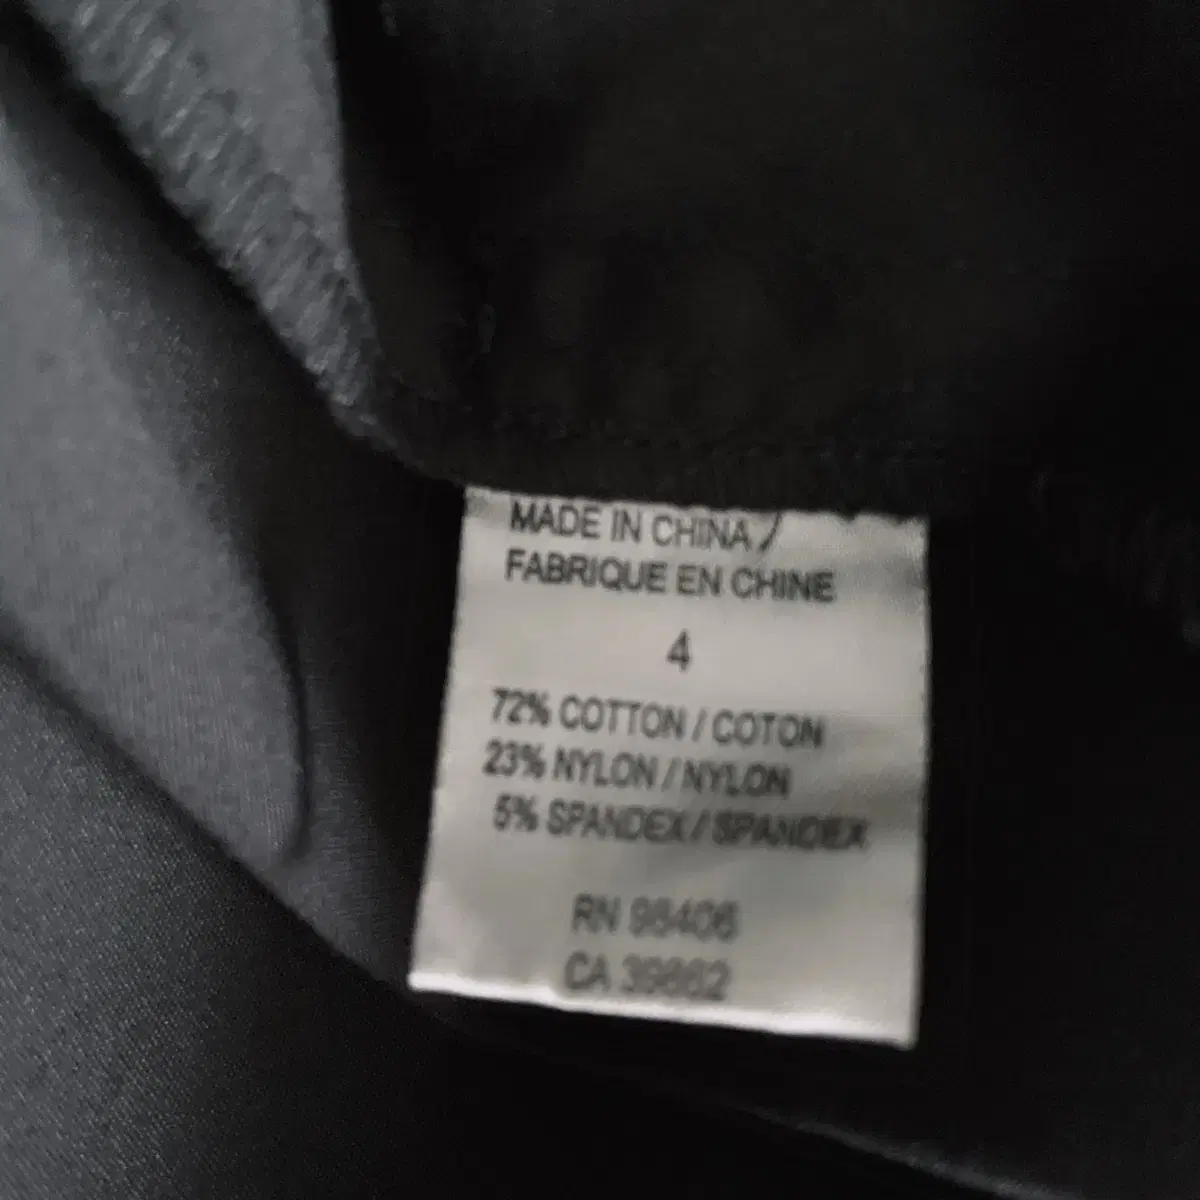 MADE IN CHINA /
FABRIQUE EN CHINE
4
72% COTTON / COTON
23% NYLON / NYLON
5% SPANDEX / SPANDEX
RN 98406
CA 39862